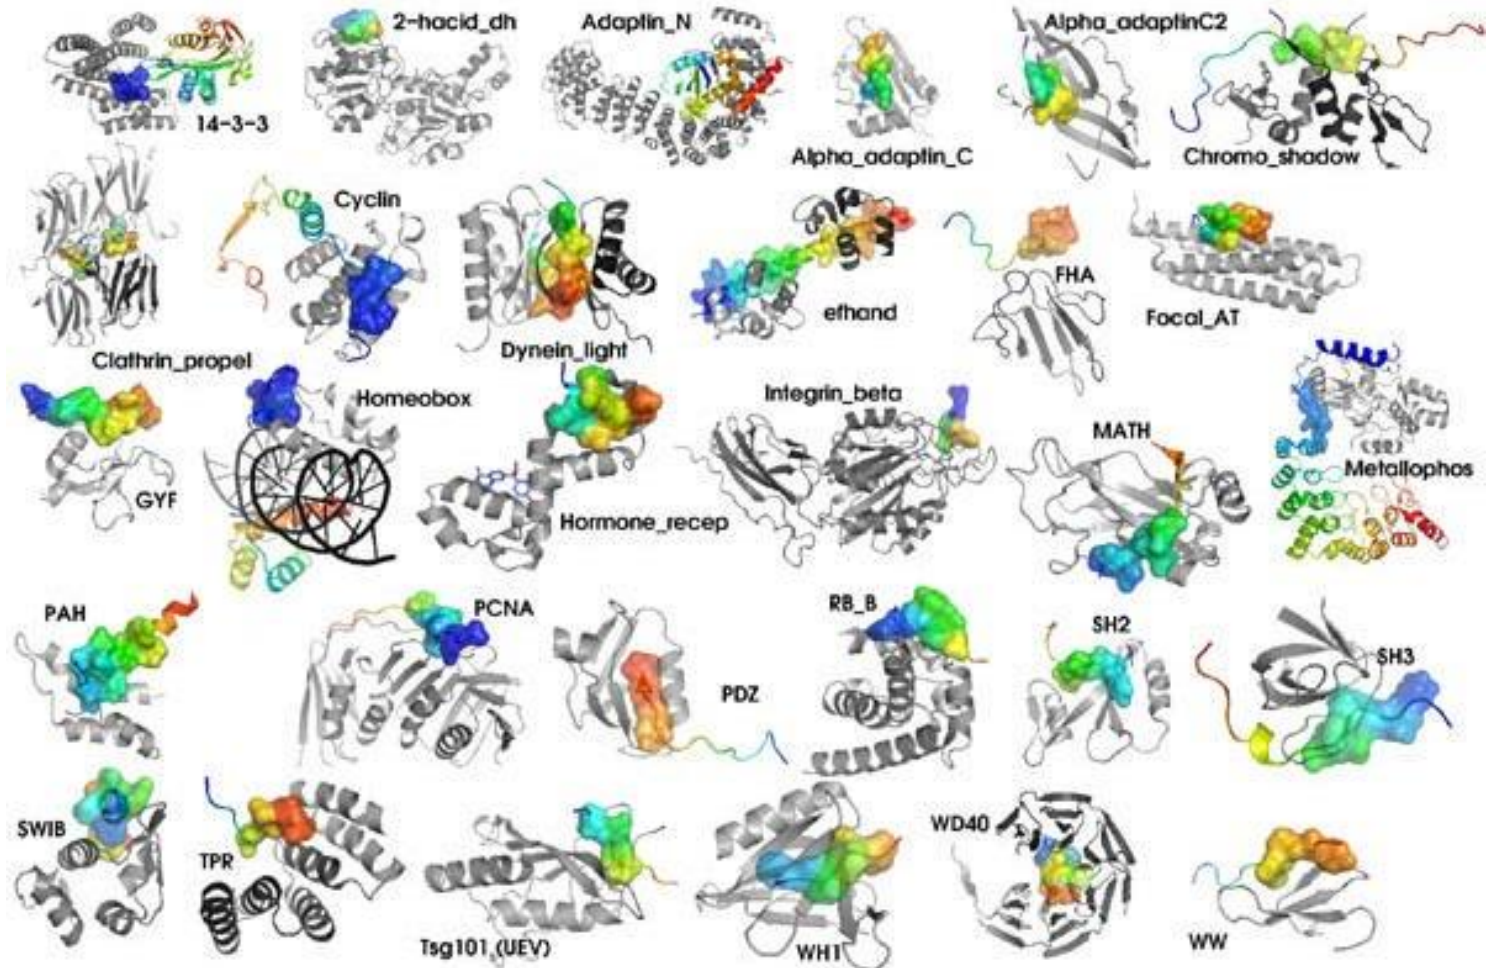 2-hacid_dh
Adaptin_N
Alpha_adaptinC2
14-3-3
Alpha_adaptin_C
Chromo_shadow
Cyclin
FHA
efhand
Focal_AT
Clathrin_propel
Dynein_light
Homeobox
Integrin_beta
MATH
Metallophos
GYF
Hormone_recep
PAH
PCNA
RB_B
SH2
SH3
PDZ
SWIB
TPR
WD40
Tsg101 (UEV)
WH1
WW